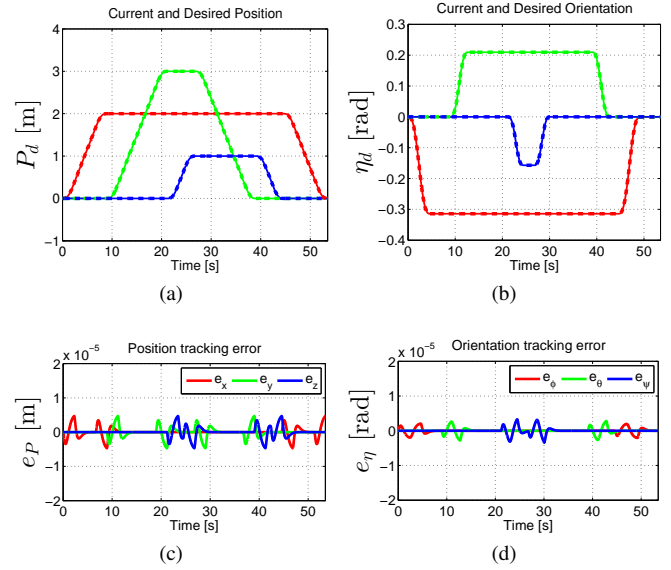 Current and Desired Position
4
3
2
1
0
−1
P_d [m]
0 10 20 30 40 50
Time [s]
(a)
Current and Desired Orientation
0.3
0.2
0.1
0
−0.1
−0.2
−0.3
−0.4
η_d [rad]
0 10 20 30 40 50
Time [s]
(b)
Position tracking error
x 10^-5
2
1
0
−1
−2
e_P [m]
e_x e_y e_z
0 10 20 30 40 50
Time [s]
(c)
Orientation tracking error
x 10^-5
2
1
0
−1
−2
e_η [rad]
e_ϕ e_θ e_ψ
0 10 20 30 40 50
Time [s]
(d)